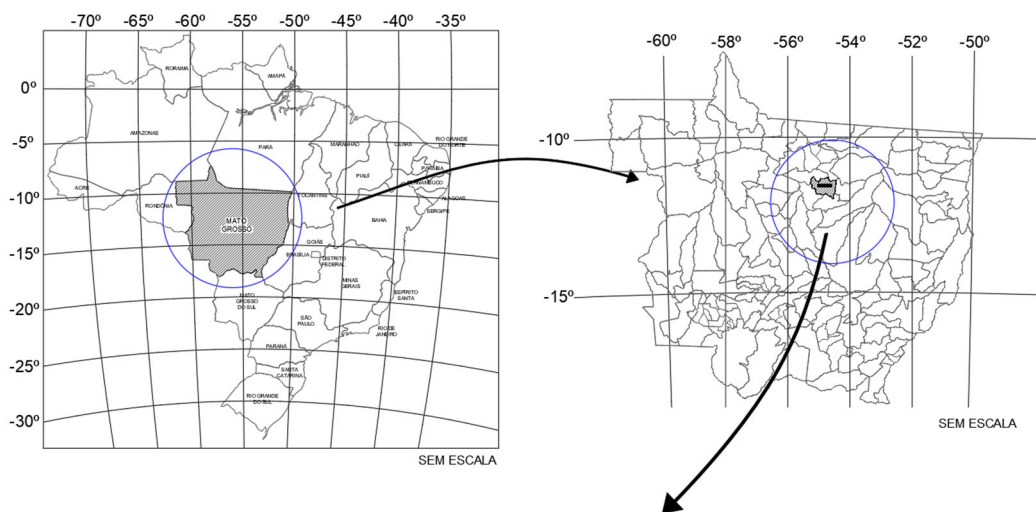 -70º -65º -60º -55º -50º -45º -40º -35º
0º
-5º
-10º
-15º
-20º
-25º
-30º
RORAIMA
AMAPÁ
AMAZONAS
PARÁ
MARANHÃO
CEARÁ
RIO GRANDE
DO NORTE
PARAÍBA
PERNAMBUCO
PIAUÍ
ACRE
ALAGOAS
TOCANTINS
SERGIPE
RONDÔNIA
MATO
GROSSO
BAHIA
GOIÁS
BRASÍLIA
DISTRITO
FEDERAL
MINAS
GERAIS
MATO
GROSSO
DO SUL
ESPÍRITO
SANTA
SÃO
PAULO
RIO DE
JANEIRO
PARANÁ
SANTA
CATARINA
RIO GRANDE
DO SUL
SEM ESCALA
-60º -58º -56º -54º -52º -50º
-10º
-15º
SEM ESCALA